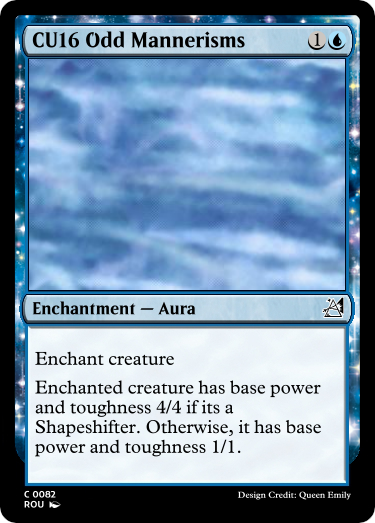 CU16 Odd Mannerisms 1
Enchantment — Aura
Enchant creature
Enchanted creature has base power
and toughness 4/4 if its a
Shapeshifter. Otherwise, it has base
power and toughness 1/1.
C 0082
ROU
Design Credit: Queen Emily